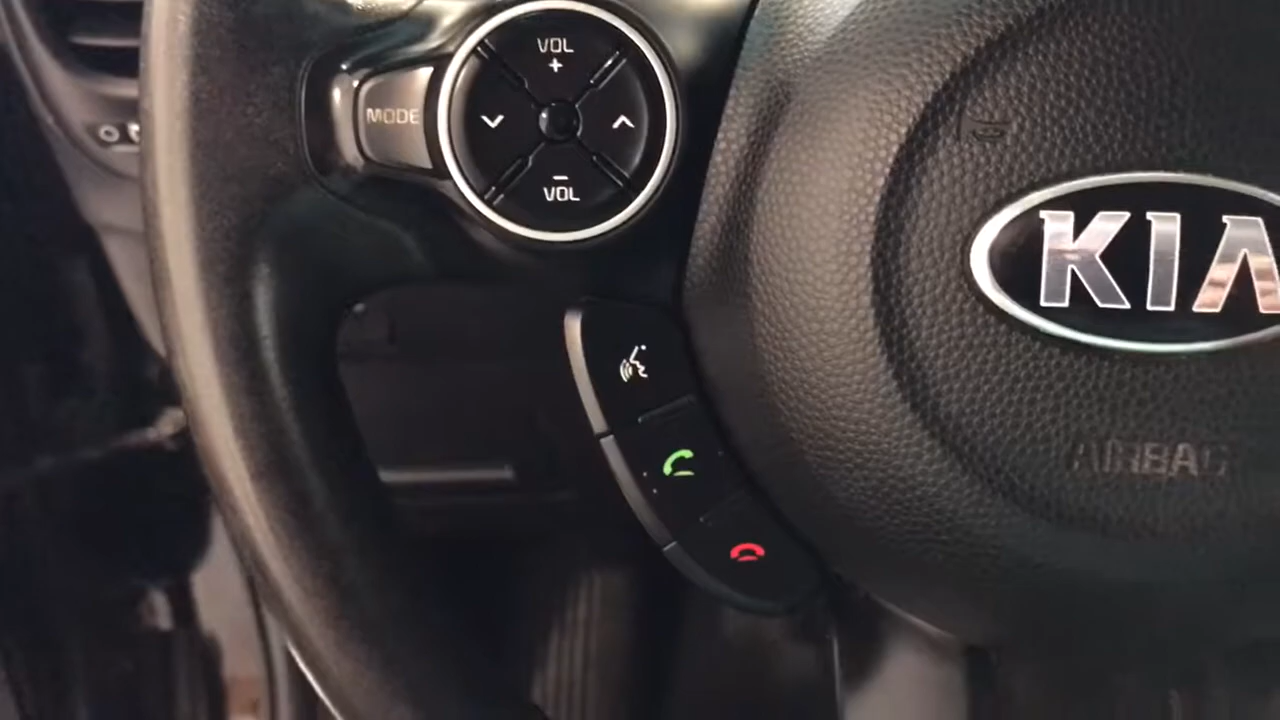 VOL
+
MODE
–
VOL
KIA
AIRBAG